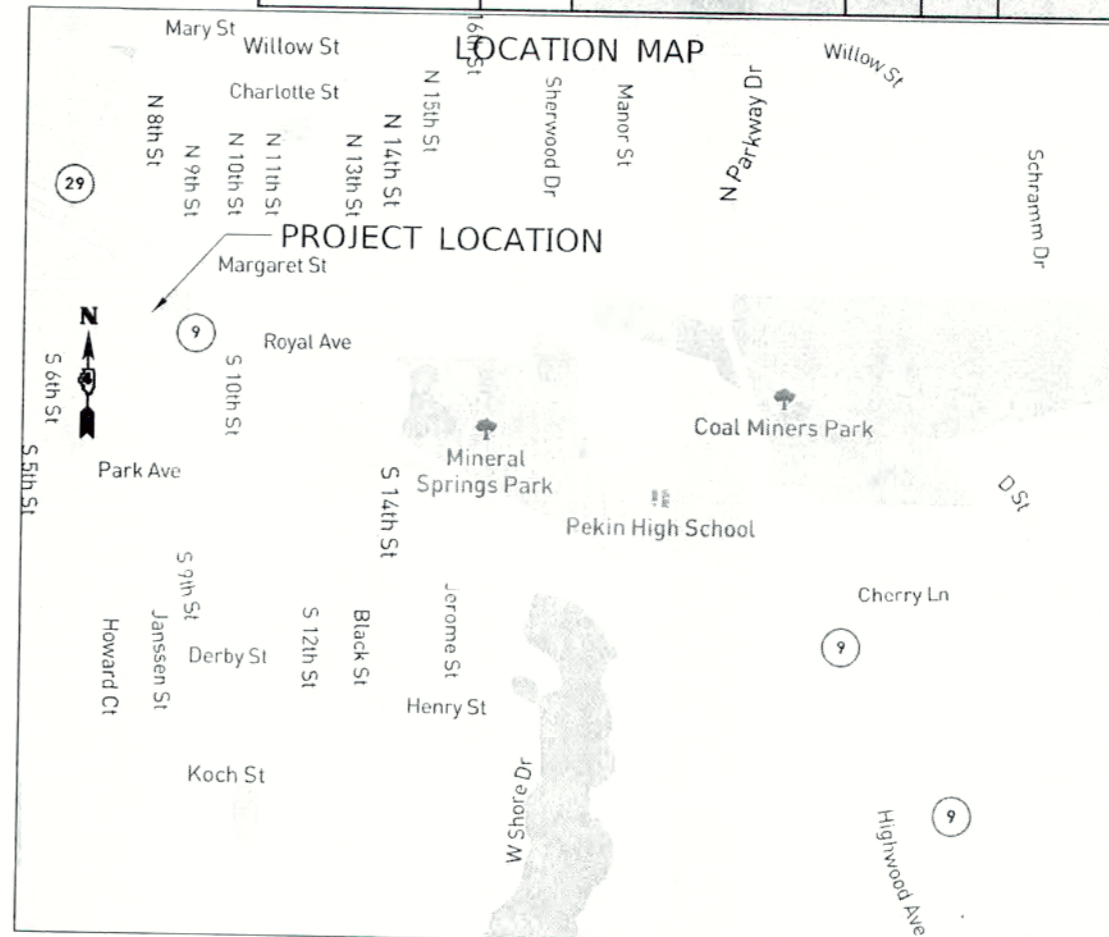 Mary St
Willow St
16th St
LOCATION MAP
Willow St
Charlotte St
N 8th St
N 9th St
N 10th St
N 11th St
N 13th St
N 14th St
N 15th St
Sherwood Dr
Manor St
N Parkway Dr
Schramm Dr
29
PROJECT LOCATION
Margaret St
N
9
Royal Ave
S 6th St
S 10th St
Coal Miners Park
S 5th St
Park Ave
Mineral
Springs Park
S 14th St
D St
Pekin High School
S 9th St
Cherry Ln
Howard Ct
Janssen St
Derby St
S 12th St
Black St
Jerome St
9
Henry St
Koch St
W Shore Dr
9
Highwood Ave